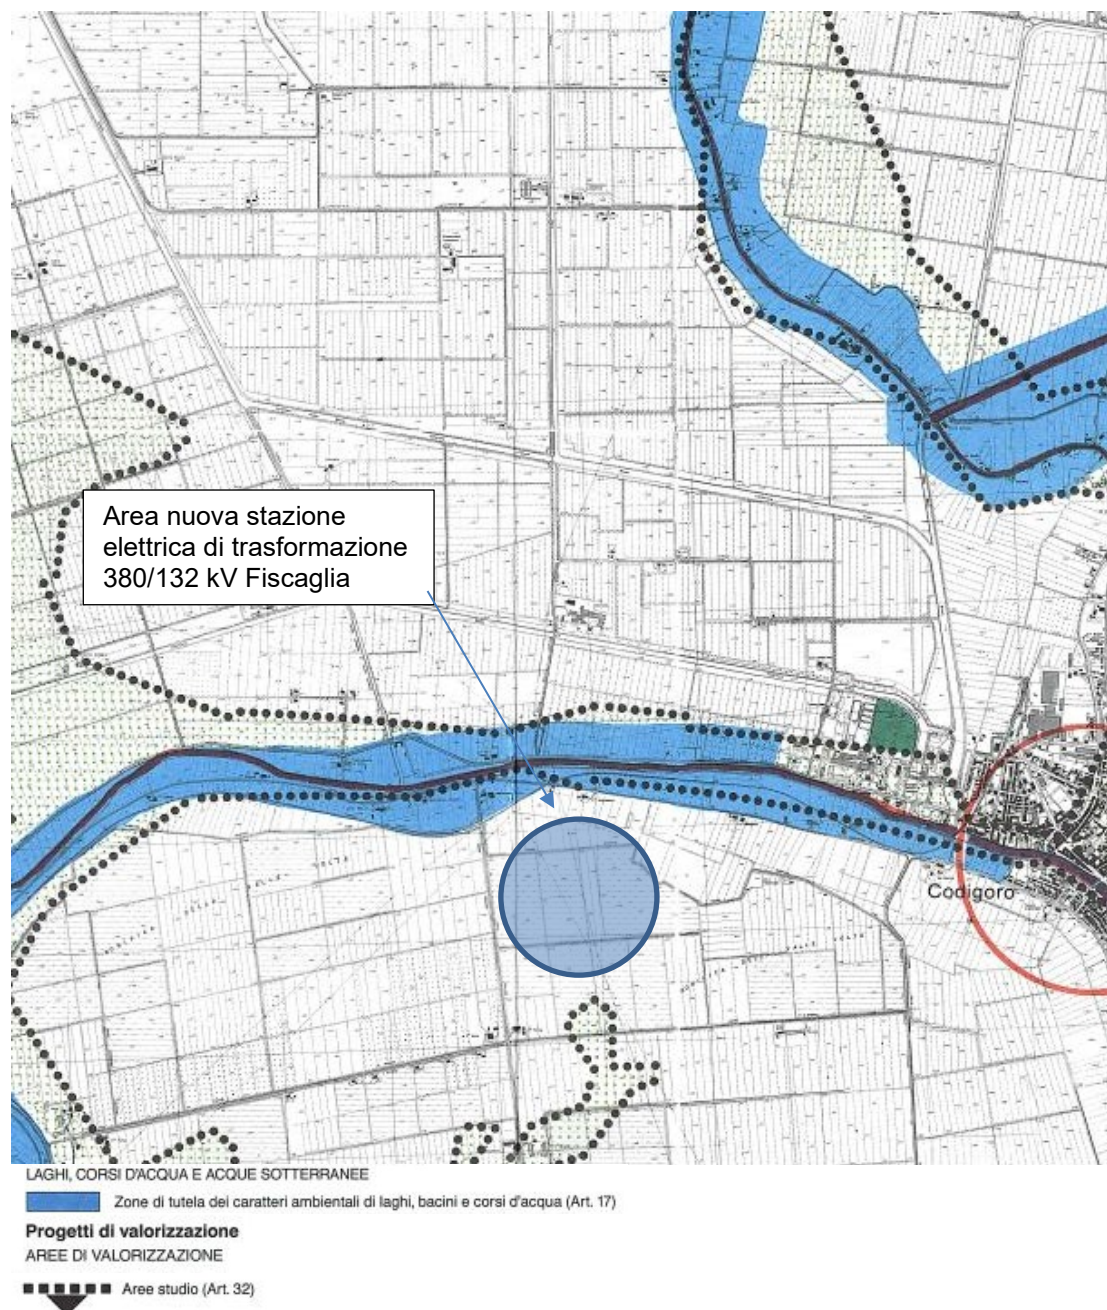 Area nuova stazione
elettrica di trasformazione
380/132 kV Fiscaglia
Codigoro
LAGHI, CORSI D'ACQUA E ACQUE SOTTERRANEE
Zone di tutela dei caratteri ambientali di laghi, bacini e corsi d'acqua (Art. 17)
Progetti di valorizzazione
AREE DI VALORIZZAZIONE
Aree studio (Art. 32)